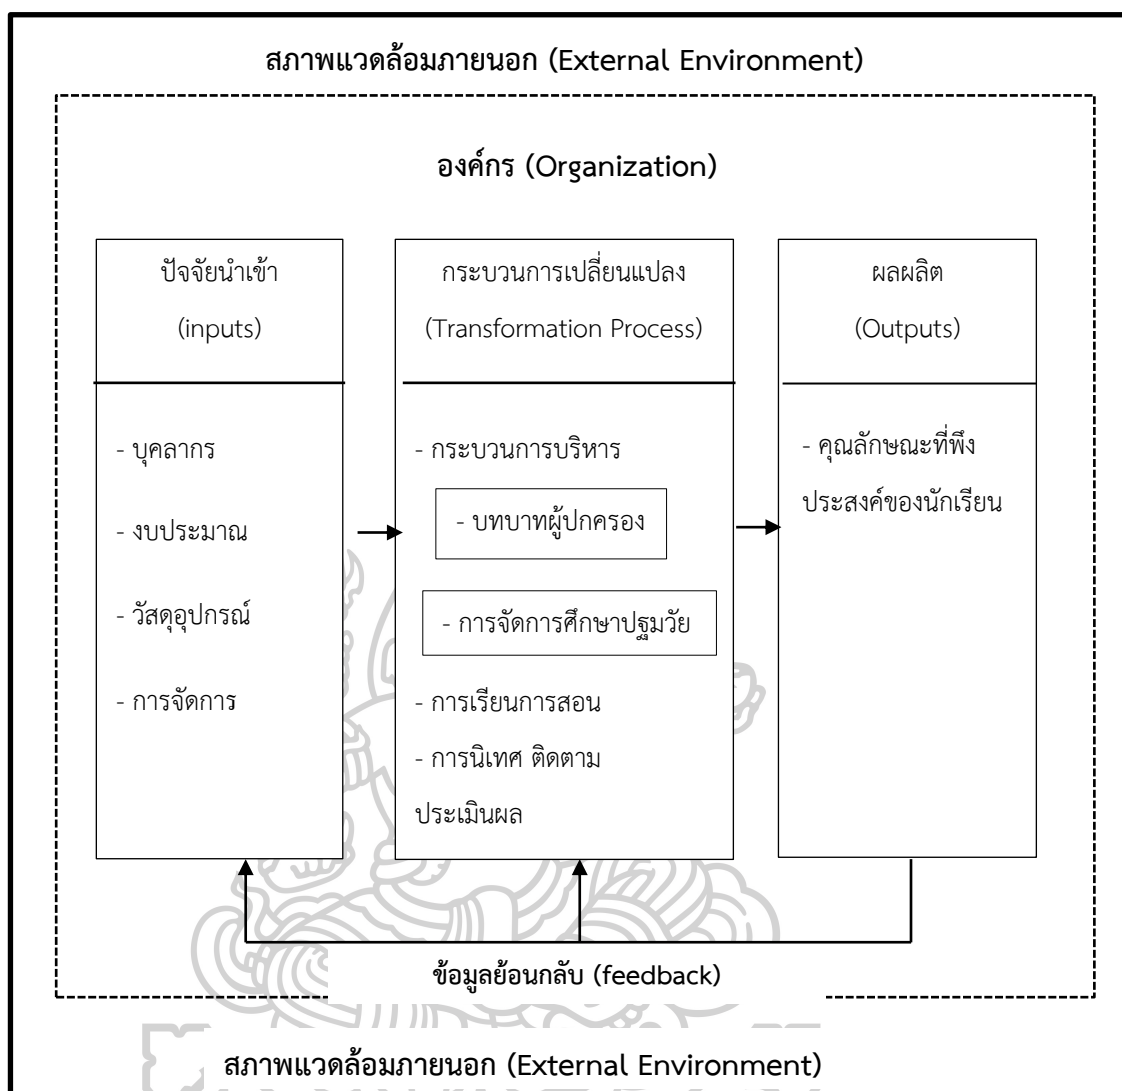 สภาพแวดล้อมภายนอก (External Environment)
องค์กร (Organization)
ปัจจัยนำเข้า
(inputs)
- บุคลากร
- งบประมาณ
- วัสดุอุปกรณ์
- การจัดการ
กระบวนการเปลี่ยนแปลง
(Transformation Process)
- กระบวนการบริหาร
- บทบาทผู้ปกครอง
- การจัดการศึกษาปฐมวัย
- การเรียนการสอน
- การนิเทศ ติดตาม
ประเมินผล
ผลผลิต
(Outputs)
- คุณลักษณะที่พึง
ประสงค์ของนักเรียน
ข้อมูลย้อนกลับ (feedback)
สภาพแวดล้อมภายนอก (External Environment)